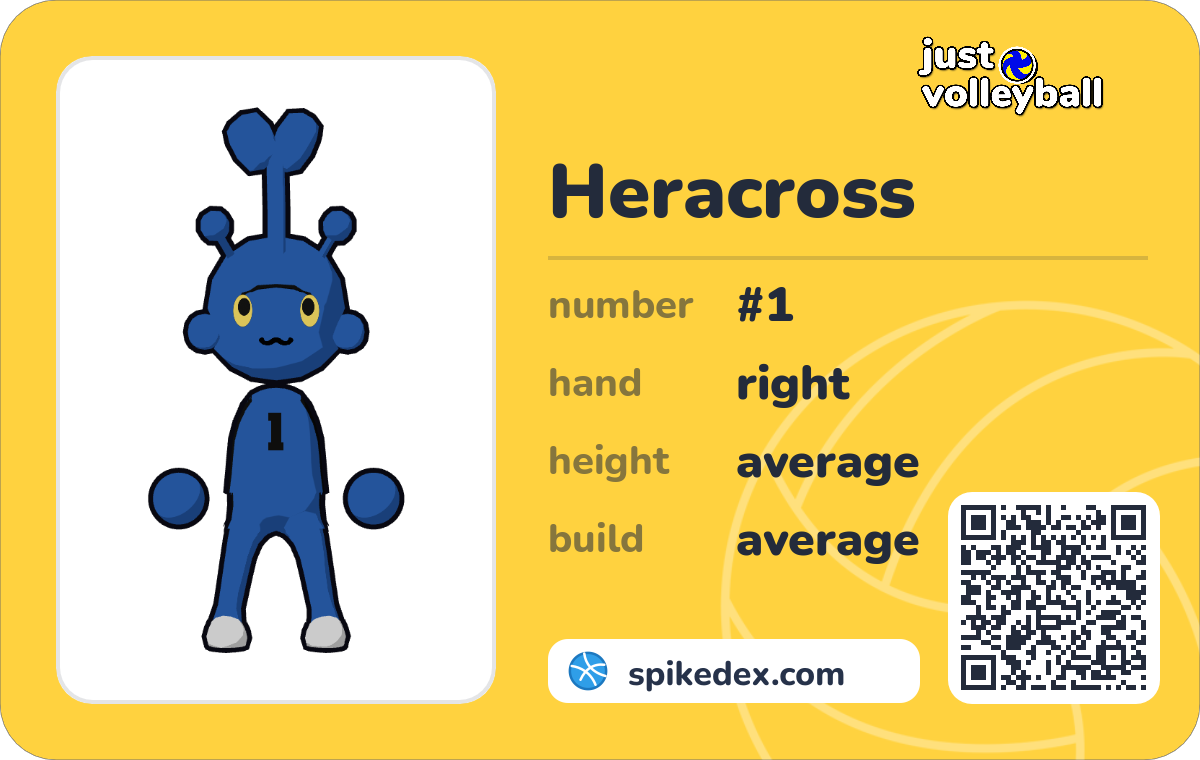 just
volleyball
Heracross
number #1
hand right
height average
build average
1
spikedex.com